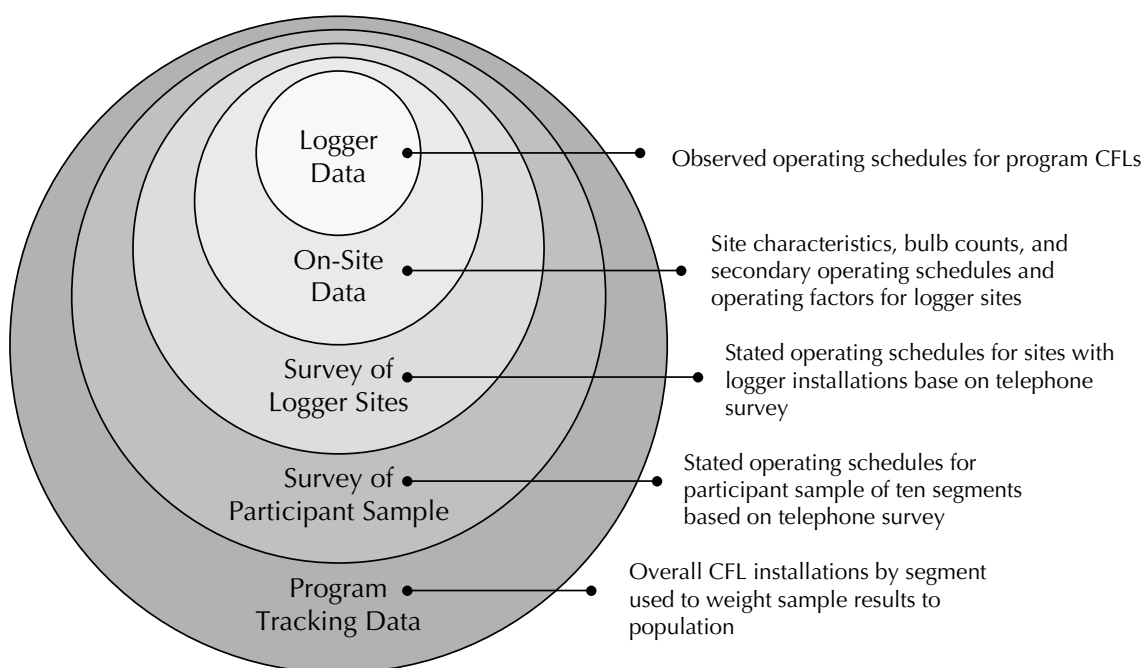 Logger
Data
Observed operating schedules for program CFLs
On-Site
Data
Site characteristics, bulb counts, and
secondary operating schedules and
operating factors for logger sites
Survey of
Logger Sites
Stated operating schedules for sites with
logger installations base on telephone
survey
Survey of
Participant Sample
Stated operating schedules for
participant sample of ten segments
based on telephone survey
Program
Tracking Data
Overall CFL installations by segment
used to weight sample results to
population